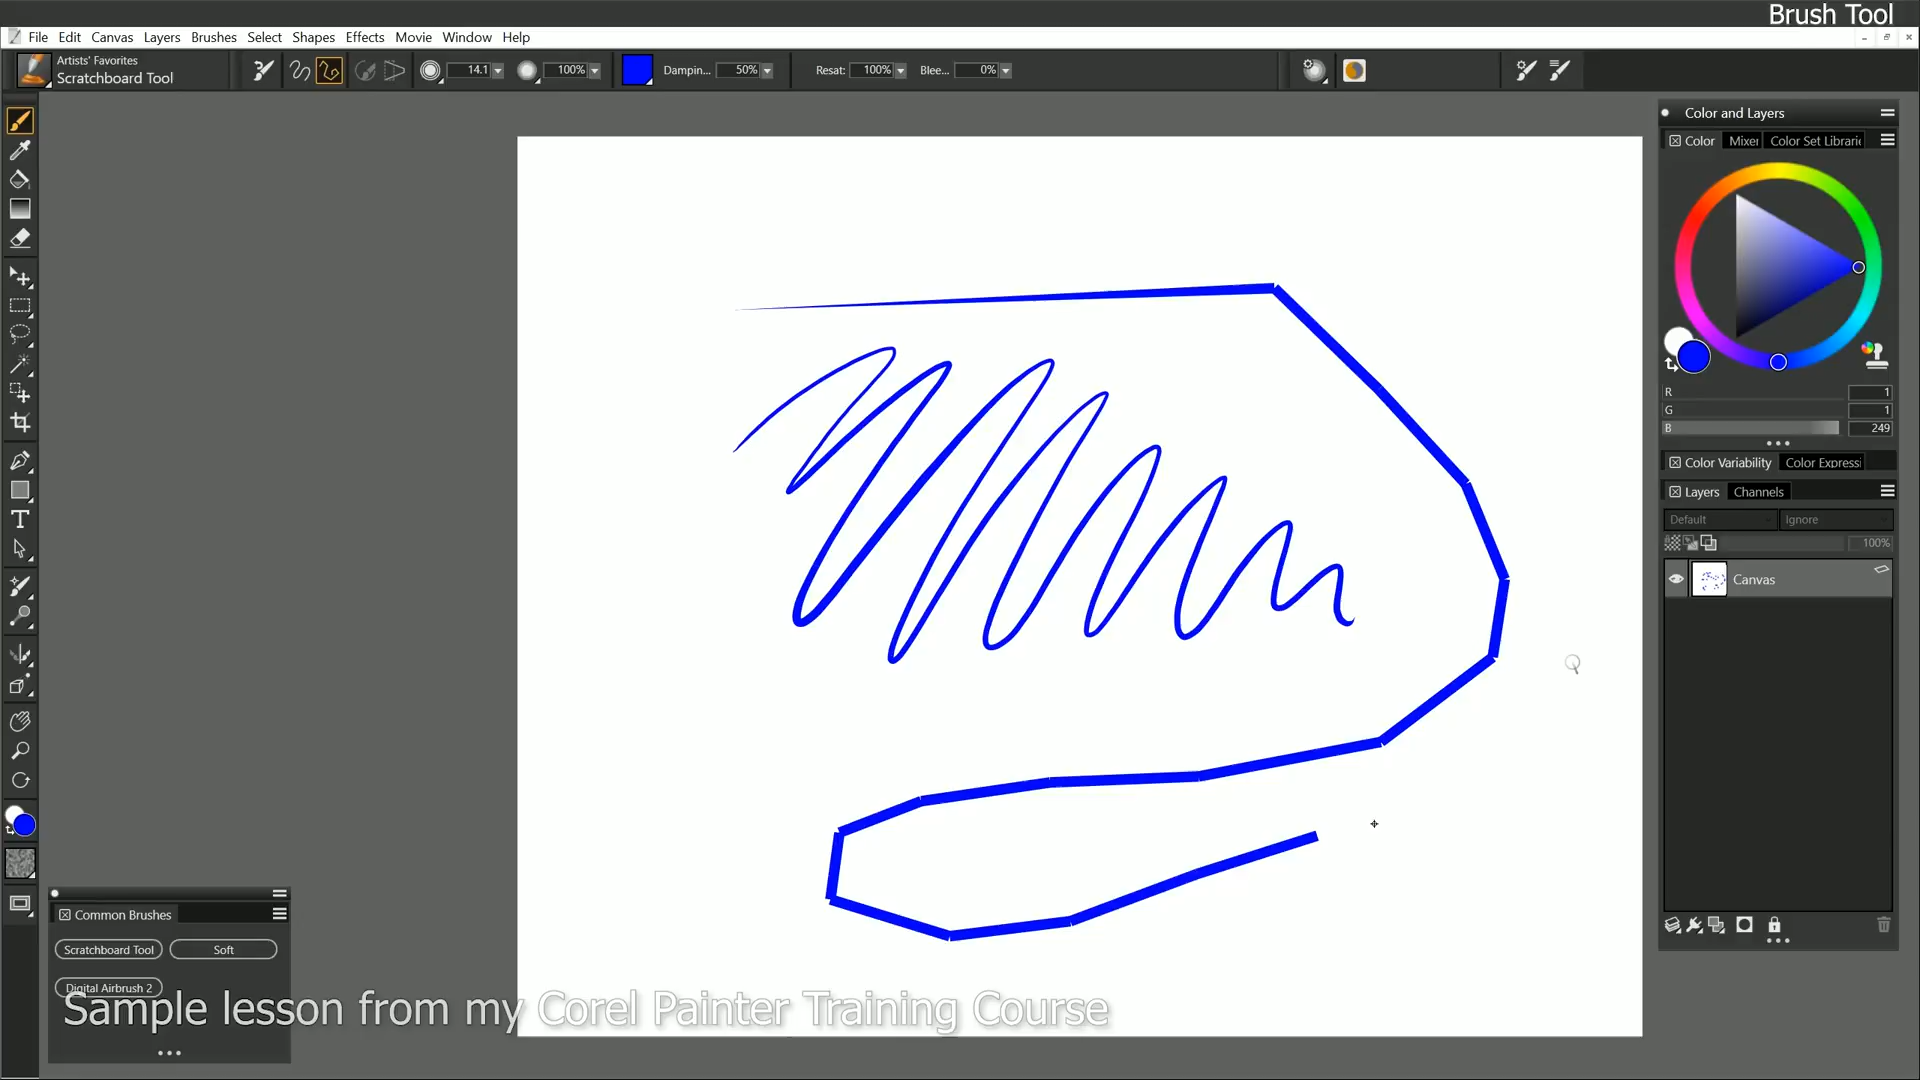 Brush Tool
File Edit Canvas Layers Brushes Select Shapes Effects Movie Window Help
Artists' Favorites
Scratchboard Tool
14.1 100% Dampin... 50% Resat: 100% Blee... 0%
Color and Layers
Color Mixer Color Set Librarie
R 1
G 1
B 249
Color Variability Color Expressi
Layers Channels
Default Ignore
100%
Canvas
Common Brushes
Scratchboard Tool Soft
Digital Airbrush 2
Sample lesson from my Corel Painter Training Course